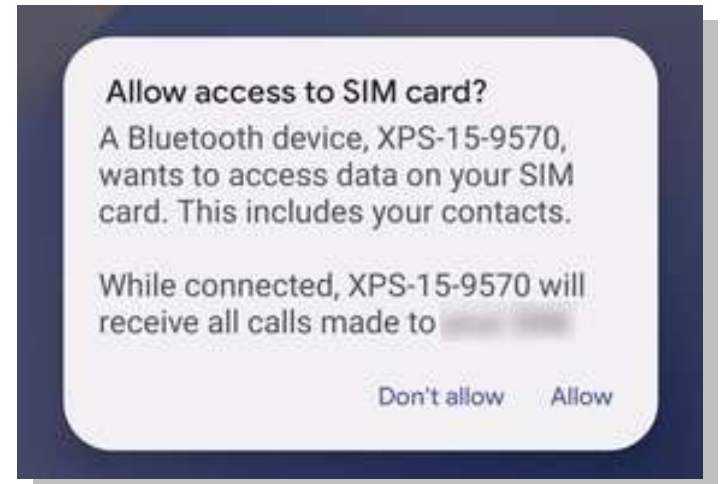 Allow access to SIM card?
A Bluetooth device, XPS-15-9570,
wants to access data on your SIM
card. This includes your contacts.
While connected, XPS-15-9570 will
receive all calls made to
Don't allow Allow